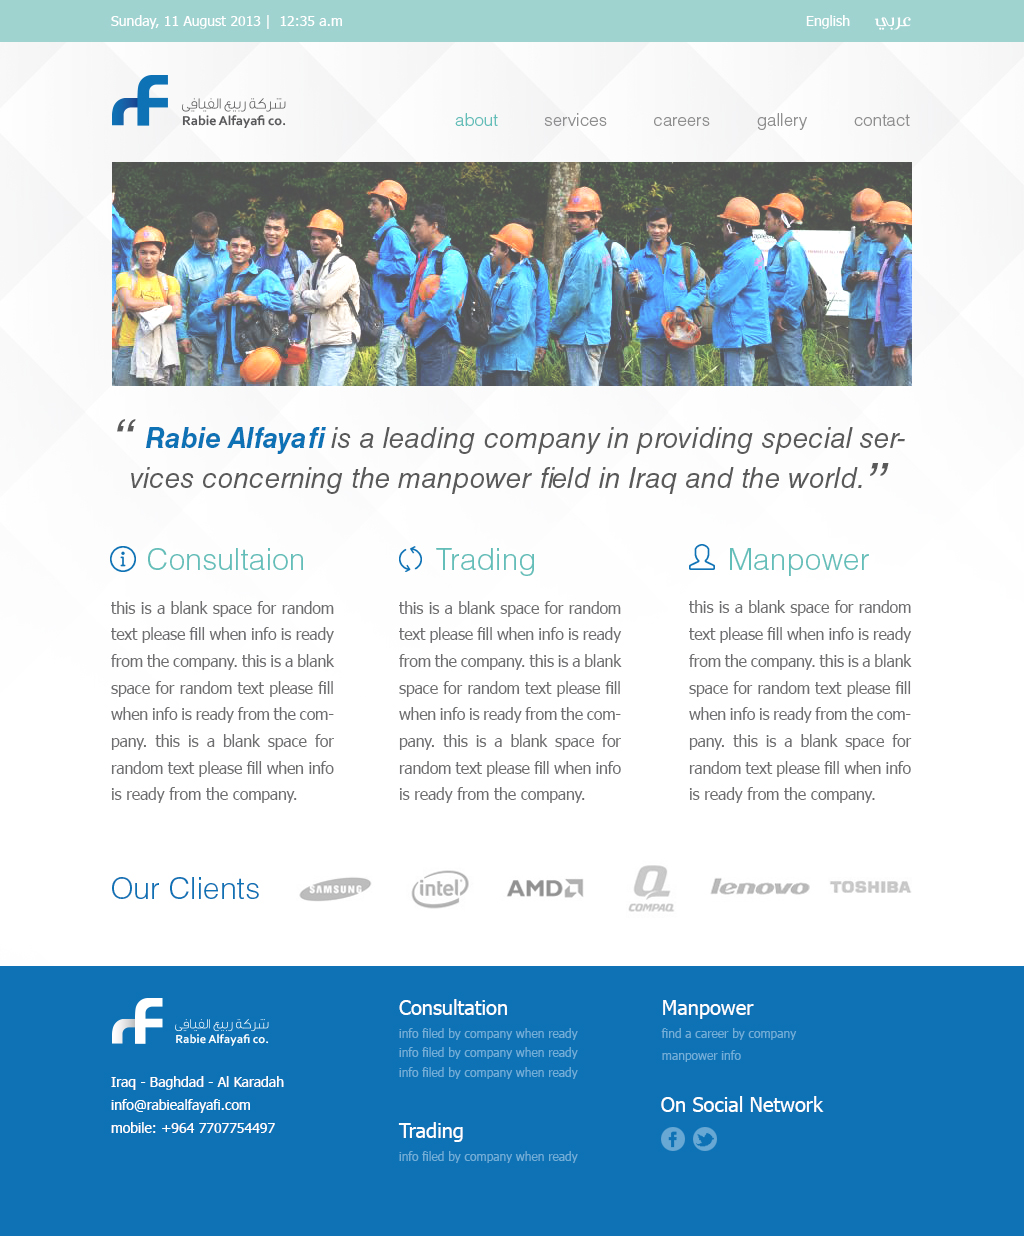 Sunday, 11 August 2013 | 12:35 a.m
English عربي
شركة ربيع الفيافي
Rabie Alfayafi co.
about services careers gallery contact
“ Rabie Alfayafi is a leading company in providing special ser-
vices concerning the manpower field in Iraq and the world.”
Consultaion
this is a blank space for random
text please fill when info is ready
from the company. this is a blank
space for random text please fill
when info is ready from the com-
pany. this is a blank space for
random text please fill when info
is ready from the company.
Trading
this is a blank space for random
text please fill when info is ready
from the company. this is a blank
space for random text please fill
when info is ready from the com-
pany. this is a blank space for
random text please fill when info
is ready from the company.
Manpower
this is a blank space for random
text please fill when info is ready
from the company. this is a blank
space for random text please fill
when info is ready from the com-
pany. this is a blank space for
random text please fill when info
is ready from the company.
Our Clients
SAMSUNG
intel
AMD
Q
COMPAQ
lenovo
TOSHIBA
شركة ربيع الفيافي
Rabie Alfayafi co.
Iraq - Baghdad - Al Karadah
info@rabiealfayafi.com
mobile: +964 7707754497
Consultation
info filed by company when ready
info filed by company when ready
info filed by company when ready
Trading
info filed by company when ready
Manpower
find a career by company
manpower info
On Social Network